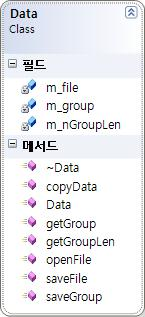 Data
Class
필드
m_file
m_group
m_nGroupLen
메서드
~Data
copyData
Data
getGroup
getGroupLen
openFile
saveFile
saveGroup